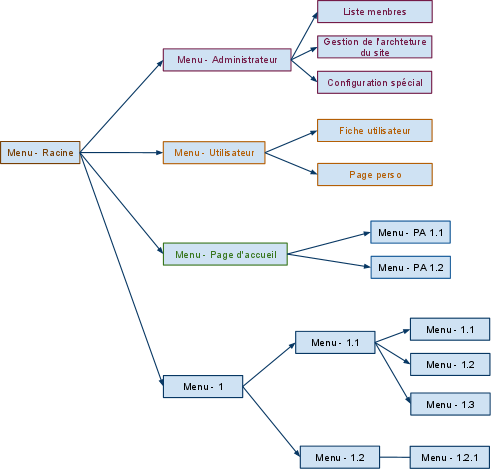 Liste menbres
Gestion de l'archteture
du site
Menu - Administrateur
Configuration spécial
Fiche utilisateur
Menu - Racine
Menu - Utilisateur
Page perso
Menu - PA 1.1
Menu - Page d'accueil
Menu - PA 1.2
Menu - 1.1
Menu - 1.1
Menu - 1.2
Menu - 1
Menu - 1.3
Menu - 1.2
Menu - 1.2.1